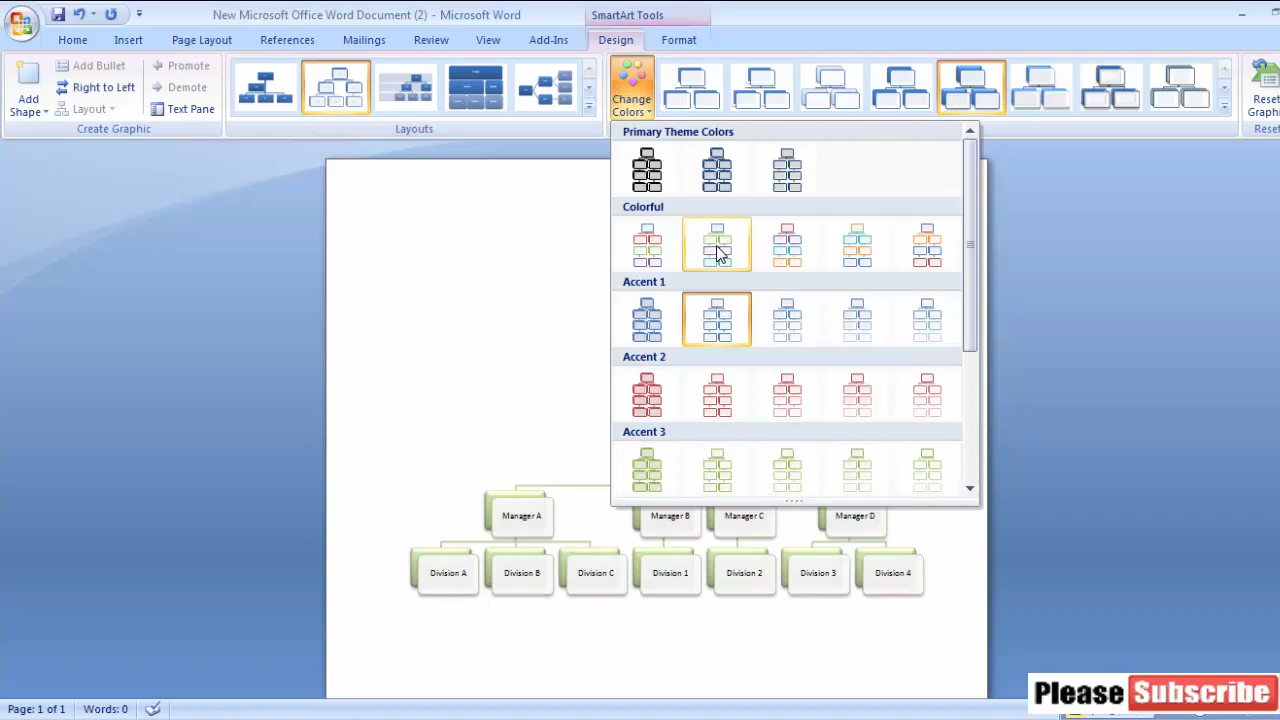 New Microsoft Office Word Document (2) - Microsoft Word
SmartArt Tools
Home Insert Page Layout References Mailings Review View Add-Ins Design Format
Add Shape
Add Bullet
Right to Left
Layout
Promote
Demote
Text Pane
Create Graphic
Layouts
Change Colors
Reset
Graphi
Reset
Primary Theme Colors
Colorful
Accent 1
Accent 2
Accent 3
Manager A Manager B Manager C Manager D
Division A Division B Division C Division 1 Division 2 Division 3 Division 4
Page: 1 of 1 Words: 0
Please Subscribe